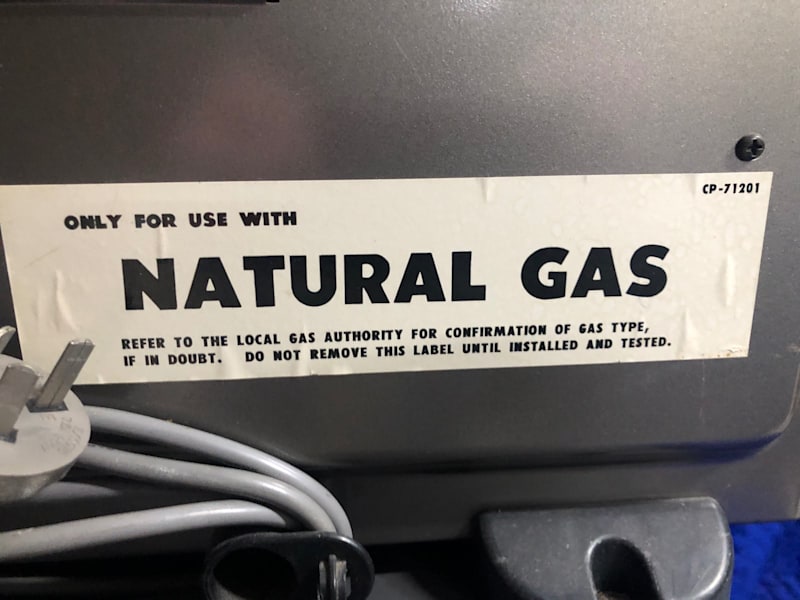 CP-71201
ONLY FOR USE WITH
NATURAL GAS
REFER TO THE LOCAL GAS AUTHORITY FOR CONFIRMATION OF GAS TYPE,
IF IN DOUBT. DO NOT REMOVE THIS LABEL UNTIL INSTALLED AND TESTED.